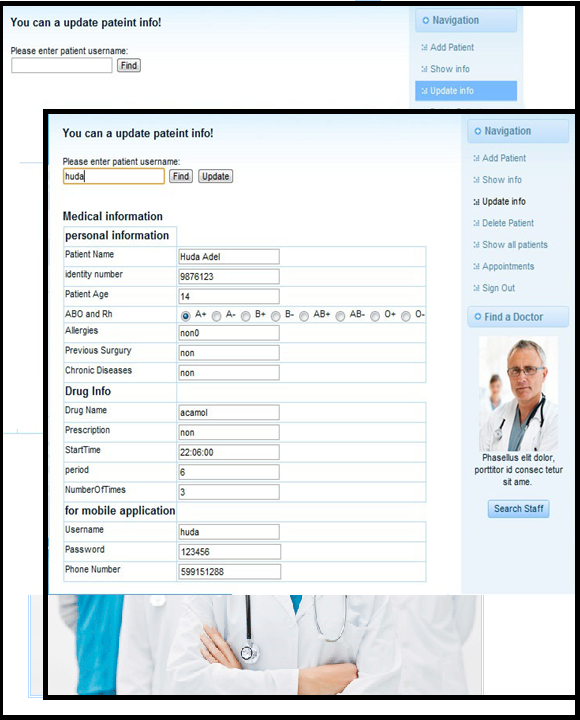 You can a update pateint info!
Please enter patient username:
Find
Navigation
Add Patient
Show info
Update info
You can a update pateint info!
Please enter patient username:
huda Find Update
Medical information
personal information
Patient Name Huda Adel
identity number 9876123
Patient Age 14
ABO and Rh A+ A- B+ B- AB+ AB- O+ O-
Allergies non0
Previous Surgury non
Chronic Diseases non
Drug Info
Drug Name acamol
Prescription non
StartTime 22:06:00
period 6
NumberOfTimes 3
for mobile application
Username huda
Password 123456
Phone Number 599151288
Navigation
Add Patient
Show info
Update info
Delete Patient
Show all patients
Appointments
Sign Out
Find a Doctor
Phasellus elit dolor,
porttitor id consec tetur
sit ame.
Search Staff